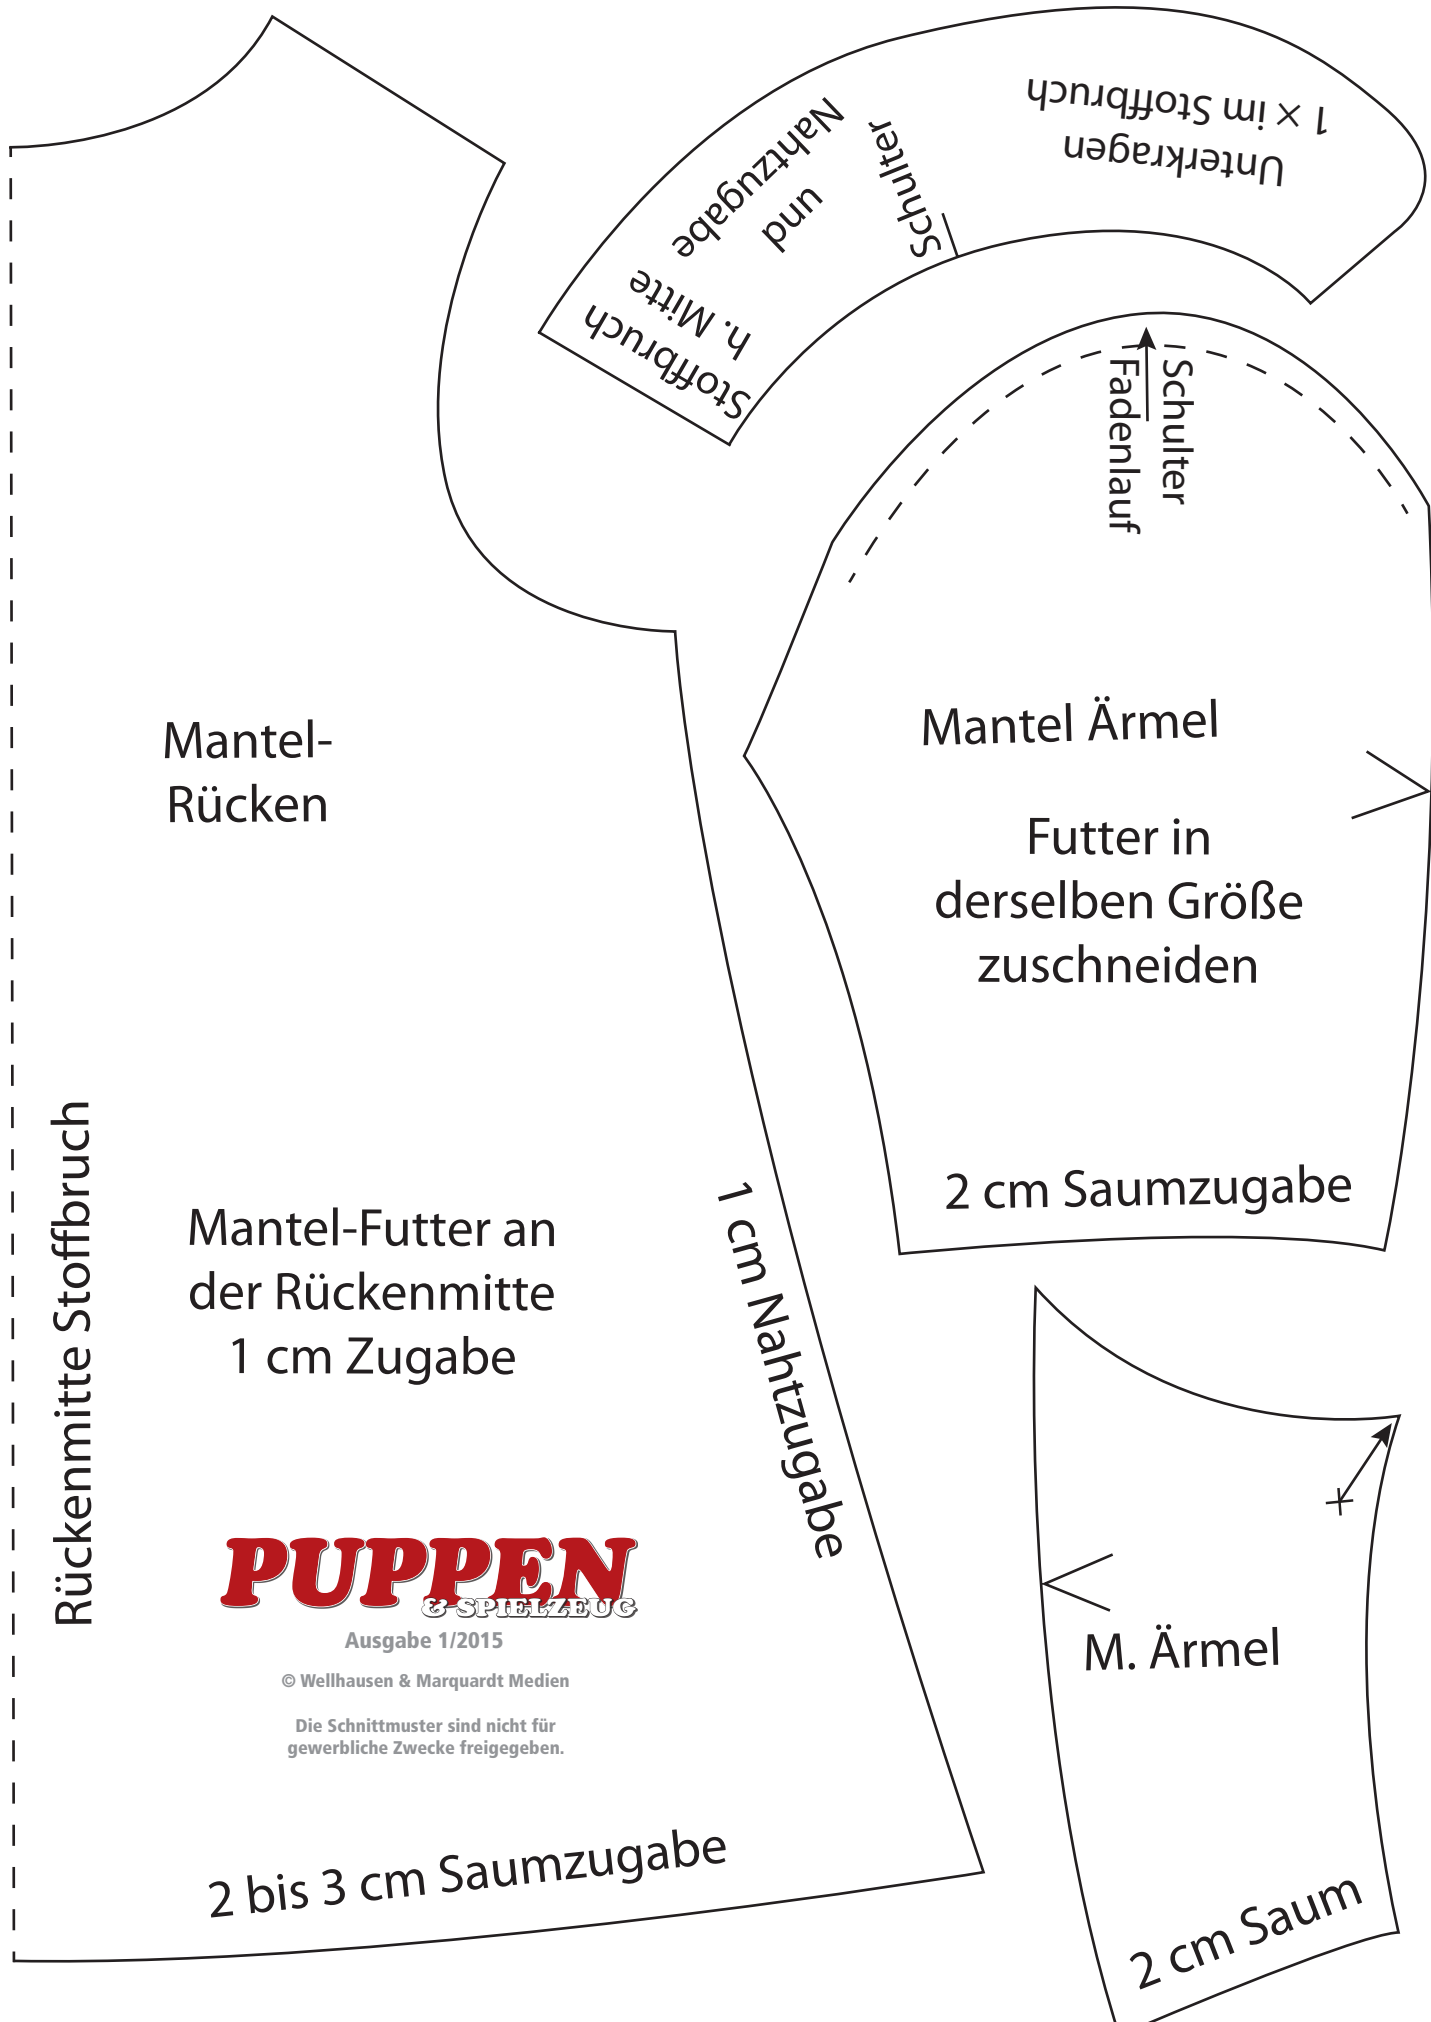 Unterkragen
1 × im Stoffbruch
Schulter
Nahtzugabe
und
h. Mitte
Stoffbruch
Schulter
Fadenlauf
Mantel-
Rücken
Mantel Ärmel
Futter in
derselben Größe
zuschneiden
2 cm Saumzugabe
Rückenmitte Stoffbruch
Mantel-Futter an
der Rückenmitte
1 cm Zugabe
1 cm Nahtzugabe
PUPPEN
& SPIELZEUG
Ausgabe 1/2015
© Wellhausen & Marquardt Medien
Die Schnittmuster sind nicht für
gewerbliche Zwecke freigegeben.
2 bis 3 cm Saumzugabe
M. Ärmel
2 cm Saum